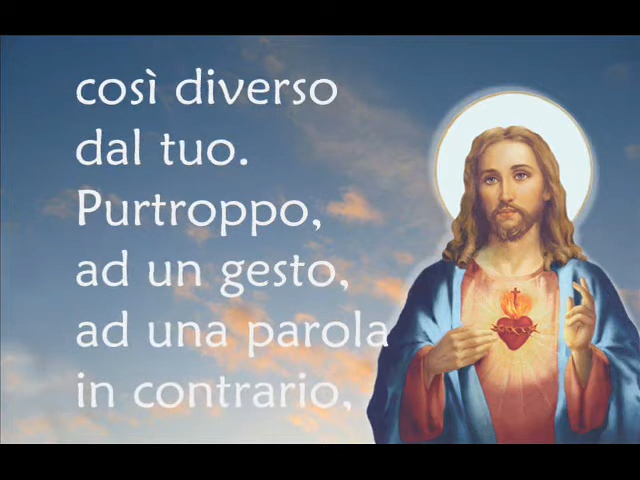 così diverso
dal tuo.
Purtroppo,
ad un gesto,
ad una parola
in contrario,